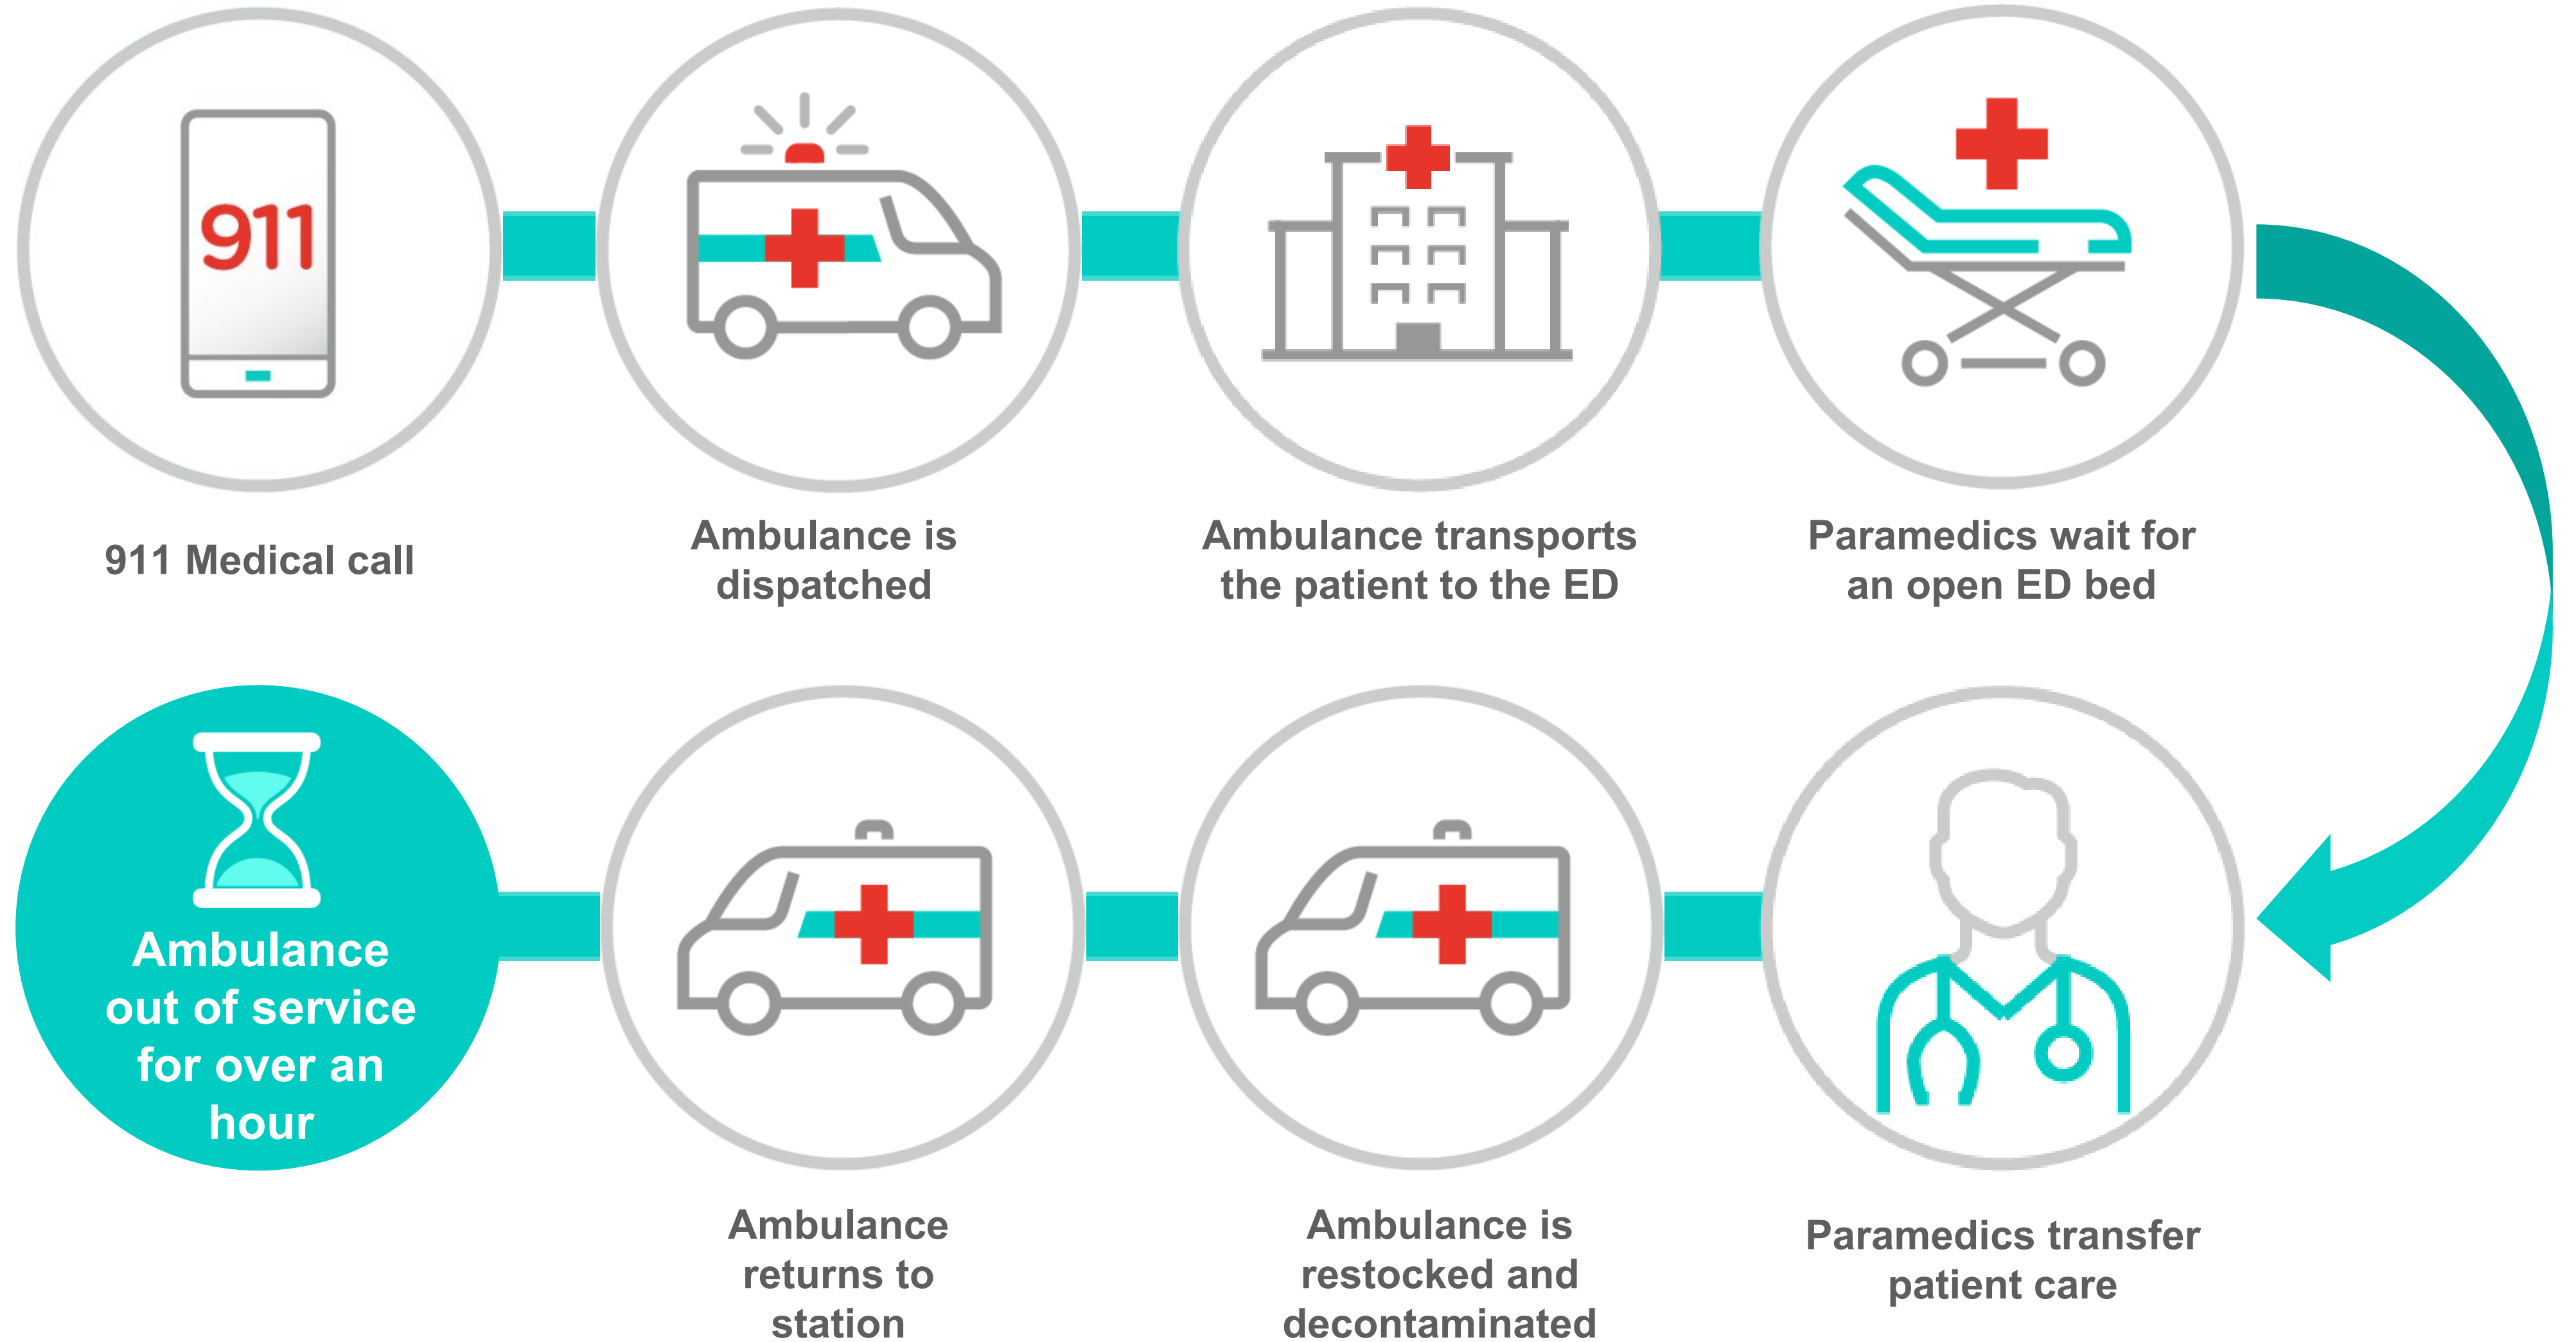 911
911 Medical call
Ambulance is
dispatched
Ambulance transports
the patient to the ED
Paramedics wait for
an open ED bed
Paramedics transfer
patient care
Ambulance is
restocked and
decontaminated
Ambulance
returns to
station
Ambulance
out of service
for over an
hour